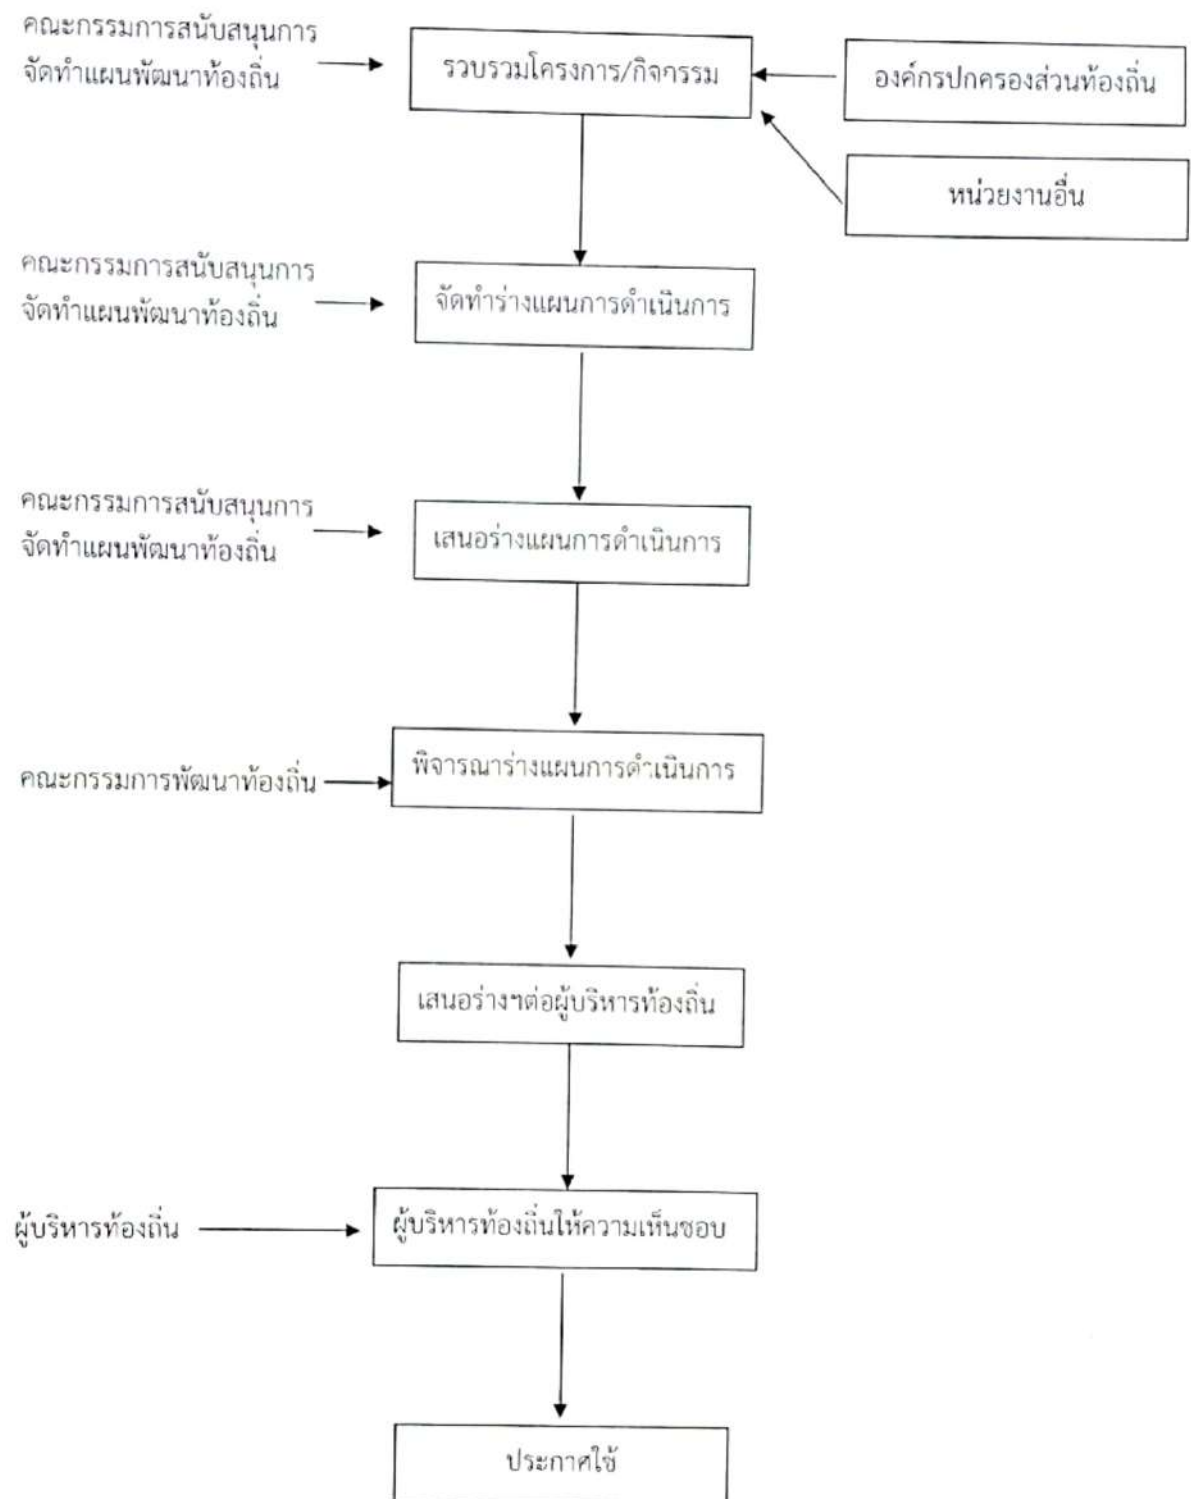 คณะกรรมการสนับสนุนการ
จัดทำแผนพัฒนาท้องถิ่น
รวบรวมโครงการ/กิจกรรม
องค์กรปกครองส่วนท้องถิ่น
หน่วยงานอื่น
คณะกรรมการสนับสนุนการ
จัดทำแผนพัฒนาท้องถิ่น
จัดทำร่างแผนการดำเนินการ
คณะกรรมการสนับสนุนการ
จัดทำแผนพัฒนาท้องถิ่น
เสนอร่างแผนการดำเนินการ
คณะกรรมการพัฒนาท้องถิ่น
พิจารณาร่างแผนการดำเนินการ
เสนอร่างฯต่อผู้บริหารท้องถิ่น
ผู้บริหารท้องถิ่น
ผู้บริหารท้องถิ่นให้ความเห็นชอบ
ประกาศใช้